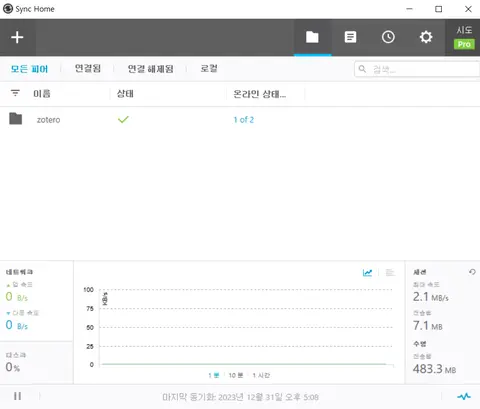 Sync Home
시도
Pro
모든 피어 연결됨 연결 해제됨 로컬
검색...
이름 상태 온라인 상태...
zotero 1 of 2
네트워크
업 속도
0 B/s
다운 속도
0 B/s
디스크
0%
100
75
50
25
0
KB/s
1 분 10 분 1 시간
세션
최대 속도
2.1 MB/s
전송률
7.1 MB
수명
전송률
483.3 MB
마지막 동기화: 2023년 12월 31일 오후 5:08